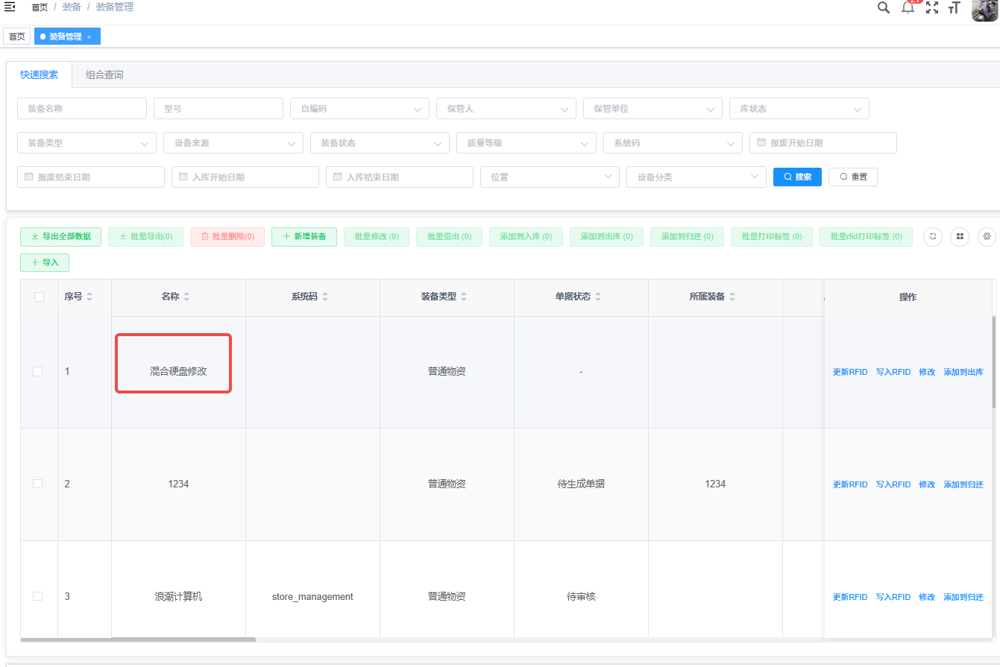 首页 / 装备 / 装备管理
21
首页 装备管理 ×
快速搜索 组合查询
装备名称 型号 自编码 保管人 保管单位 库状态
装备类型 设备来源 装备状态 质量等级 系统码 报废开始日期
报废结束日期 入库开始日期 入库结束日期 位置 设备分类 搜索 重置
导出全部数据 批量导出(0) 批量删除(0) 新增装备 批量修改 (0) 批量借出 (0) 添加到入库 (0) 添加到出库 (0) 添加到归还 (0) 批量打印标签 (0) 批量rfid打印标签 (0)
导入
序号 名称 系统码 装备类型 单据状态 所属装备 操作
1 混合硬盘修改 普通物资 - 更新RFID 写入RFID 修改 添加到出库
2 1234 普通物资 待生成单据 1234 更新RFID 写入RFID 修改 添加到归还
3 浪潮计算机 store_management 普通物资 待审核 更新RFID 写入RFID 修改 添加到归还